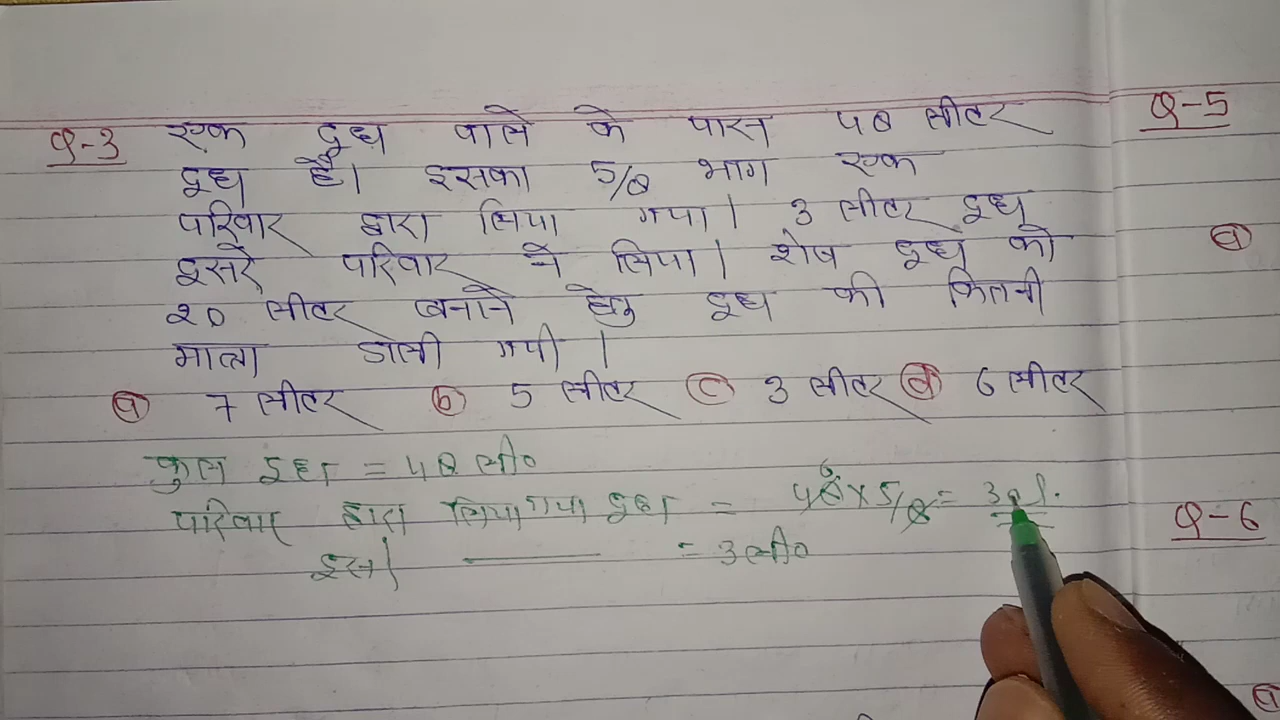 Q-3 एक दुध वाले के पास 48 लीटर
दुध है। इसका 5/8 भाग एक
परिवार द्वारा लिया गया। 3 लीटर दुध
दुसरे परिवार ने लिया। शेष दुध को
20 लीटर बनाने हेतु दुध की कितनी
मात्रा डाली गयी।
a 7 लीटर b 5 लीटर c 3 लीटर d 6 लीटर
कुल दुध = 48 ली०
परिवार द्वारा लिया गया दुध = 48 6 × 5/8 = 30 l.
= 3 ली०
Q-5
a
Q-6
a